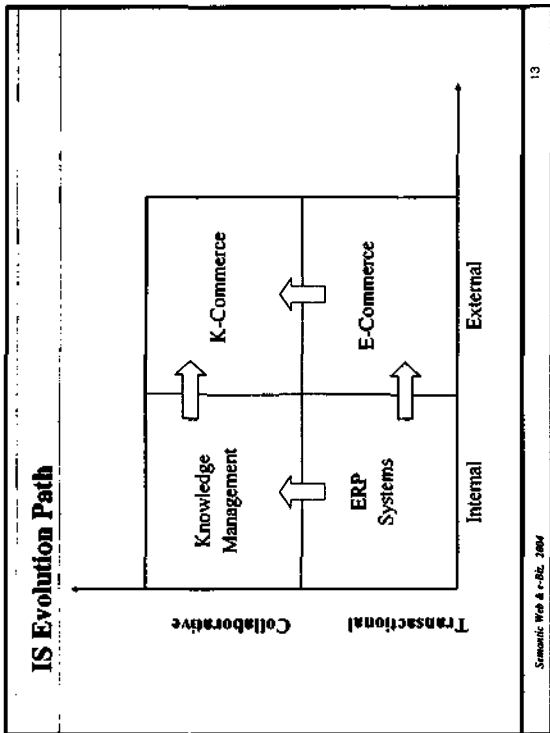 IS Evolution Path
Collaborative
Transactional
Knowledge
Management
K-Commerce
ERP
Systems
E-Commerce
Internal
External
Semantic Web & e-Biz, 2004
13